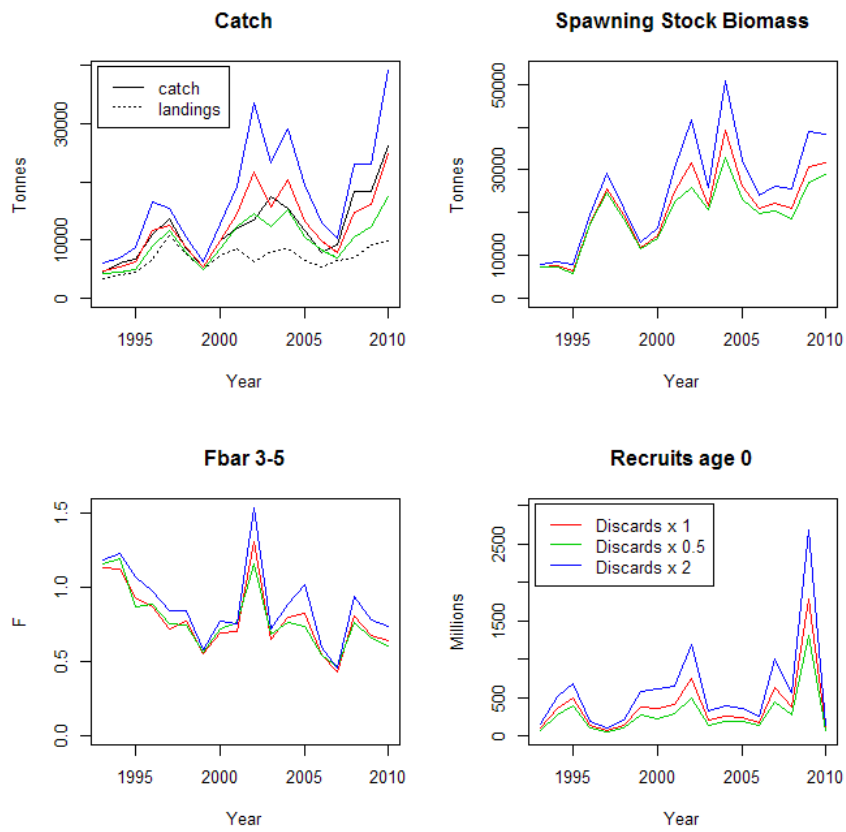 Catch
Tonnes
0
10000
30000
catch
landings
1995
2000
2005
2010
Year
Spawning Stock Biomass
Tonnes
0
10000
30000
50000
1995
2000
2005
2010
Year
Fbar 3-5
F
0.0
0.5
1.0
1.5
1995
2000
2005
2010
Year
Recruits age 0
Millions
0
500
1500
2500
Discards x 1
Discards x 0.5
Discards x 2
1995
2000
2005
2010
Year